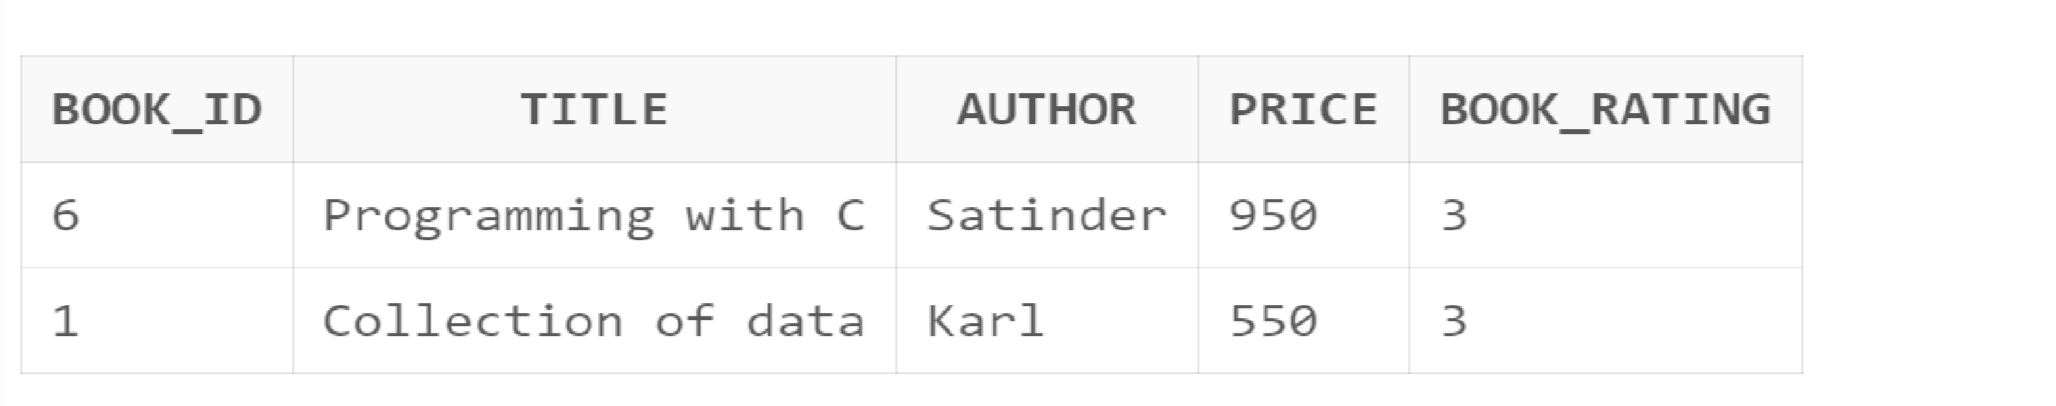 BOOK_ID TITLE AUTHOR PRICE BOOK_RATING
6 Programming with C Satinder 950 3
1 Collection of data Karl 550 3